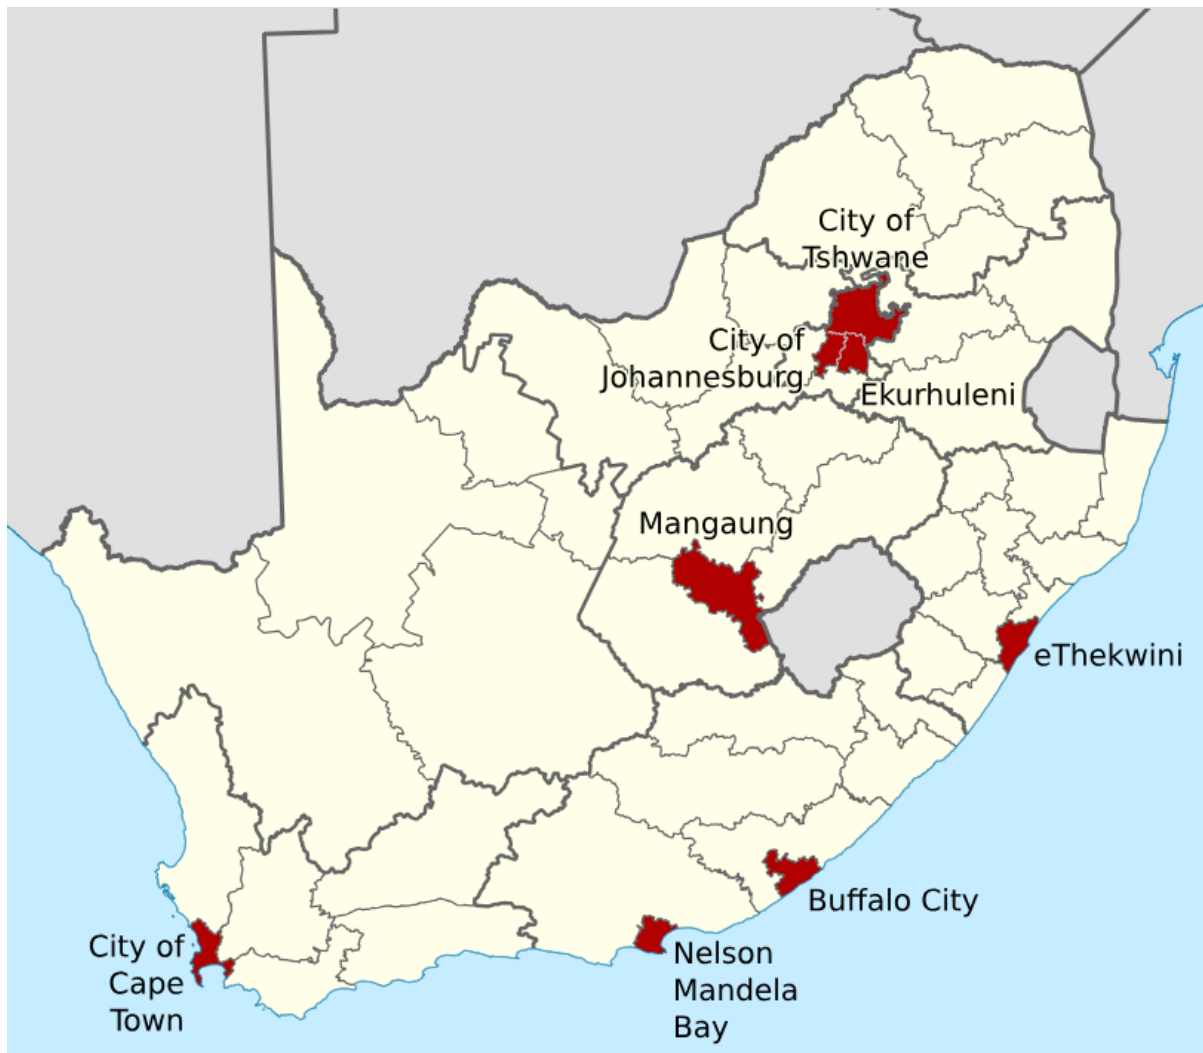 City of
Tshwane
City of
Johannesburg
Ekurhuleni
Mangaung
eThekwini
Buffalo City
City of
Cape
Town
Nelson
Mandela
Bay